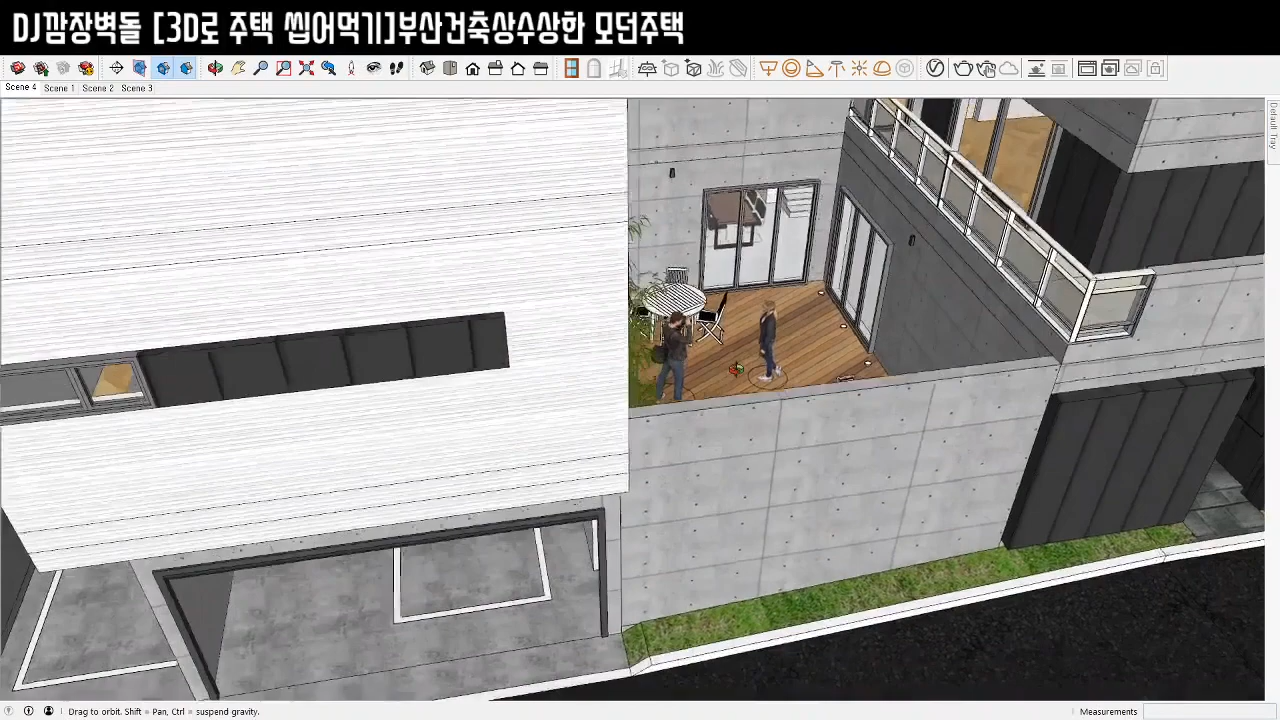 DJ깜장벽돌 [3D로 주택 씹어먹기]부산건축상수상한 모던주택
Scene 4 Scene 1 Scene 2 Scene 3
Default Tray
Drag to orbit. Shift = Pan, Ctrl = suspend gravity.
Measurements